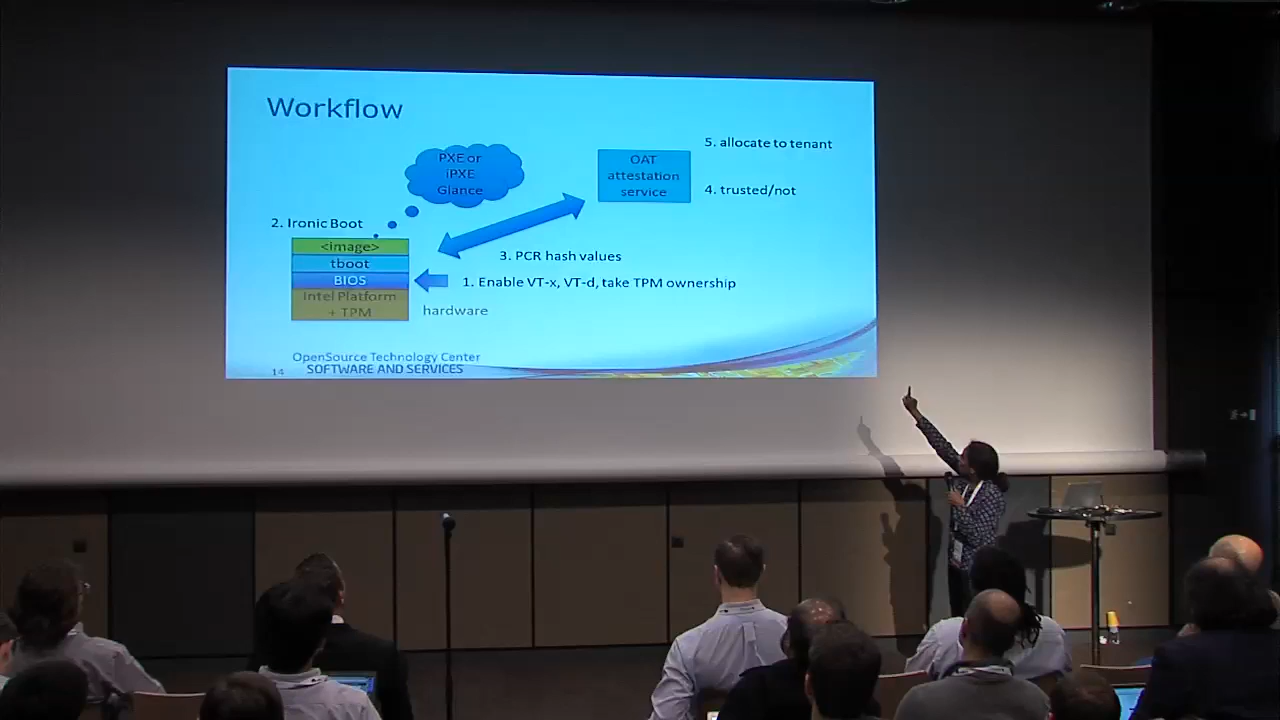 Workflow
PXE or
iPXE
Glance
OAT
attestation
service
5. allocate to tenant
4. trusted/not
2. Ironic Boot
<image>
tboot
BIOS
Intel Platform
+ TPM
3. PCR hash values
1. Enable VT-x, VT-d, take TPM ownership
hardware
OpenSource Technology Center
SOFTWARE AND SERVICES
14